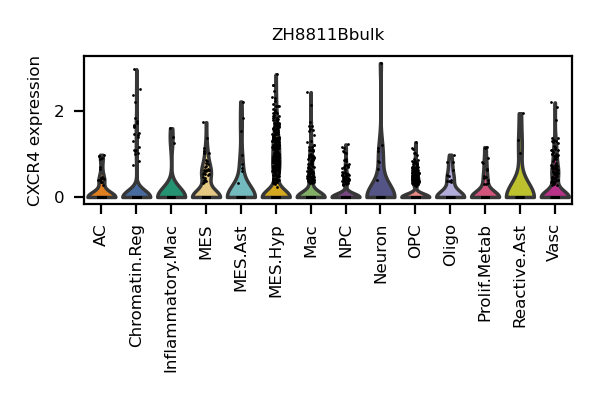 ZH8811Bbulk
CXCR4 expression
2
0
AC
Chromatin.Reg
Inflammatory.Mac
MES
MES.Ast
MES.Hyp
Mac
NPC
Neuron
OPC
Oligo
Prolif.Metab
Reactive.Ast
Vasc